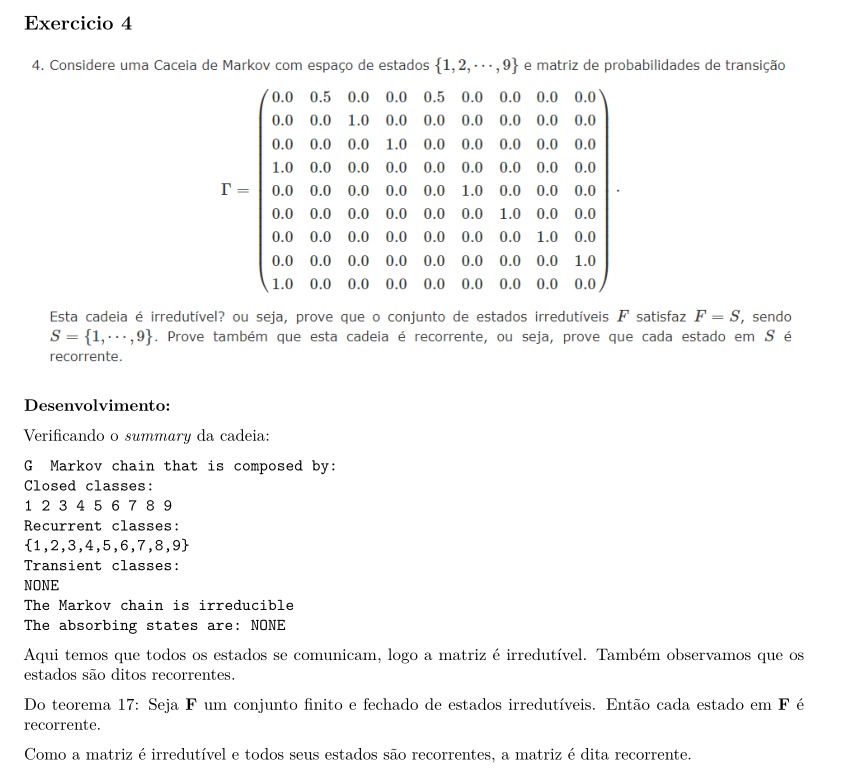 Exercicio 4
4. Considere uma Caceia de Markov com espaço de estados {1, 2, · · · , 9} e matriz de probabilidades de transição
0.0 0.5 0.0 0.0 0.5 0.0 0.0 0.0 0.0
0.0 0.0 1.0 0.0 0.0 0.0 0.0 0.0 0.0
0.0 0.0 0.0 1.0 0.0 0.0 0.0 0.0 0.0
1.0 0.0 0.0 0.0 0.0 0.0 0.0 0.0 0.0
Γ = 0.0 0.0 0.0 0.0 0.0 1.0 0.0 0.0 0.0 .
0.0 0.0 0.0 0.0 0.0 0.0 1.0 0.0 0.0
0.0 0.0 0.0 0.0 0.0 0.0 0.0 1.0 0.0
0.0 0.0 0.0 0.0 0.0 0.0 0.0 0.0 1.0
1.0 0.0 0.0 0.0 0.0 0.0 0.0 0.0 0.0
Esta cadeia é irredutível? ou seja, prove que o conjunto de estados irredutíveis F satisfaz F = S, sendo
S = {1, · · · , 9}. Prove também que esta cadeia é recorrente, ou seja, prove que cada estado em S é
recorrente.
Desenvolvimento:
Verificando o summary da cadeia:
G  Markov chain that is composed by:
Closed classes:
1 2 3 4 5 6 7 8 9
Recurrent classes:
{1,2,3,4,5,6,7,8,9}
Transient classes:
NONE
The Markov chain is irreducible
The absorbing states are: NONE
Aqui temos que todos os estados se comunicam, logo a matriz é irredutível. Também observamos que os
estados são ditos recorrentes.
Do teorema 17: Seja F um conjunto finito e fechado de estados irredutíveis. Então cada estado em F é
recorrente.
Como a matriz é irredutível e todos seus estados são recorrentes, a matriz é dita recorrente.